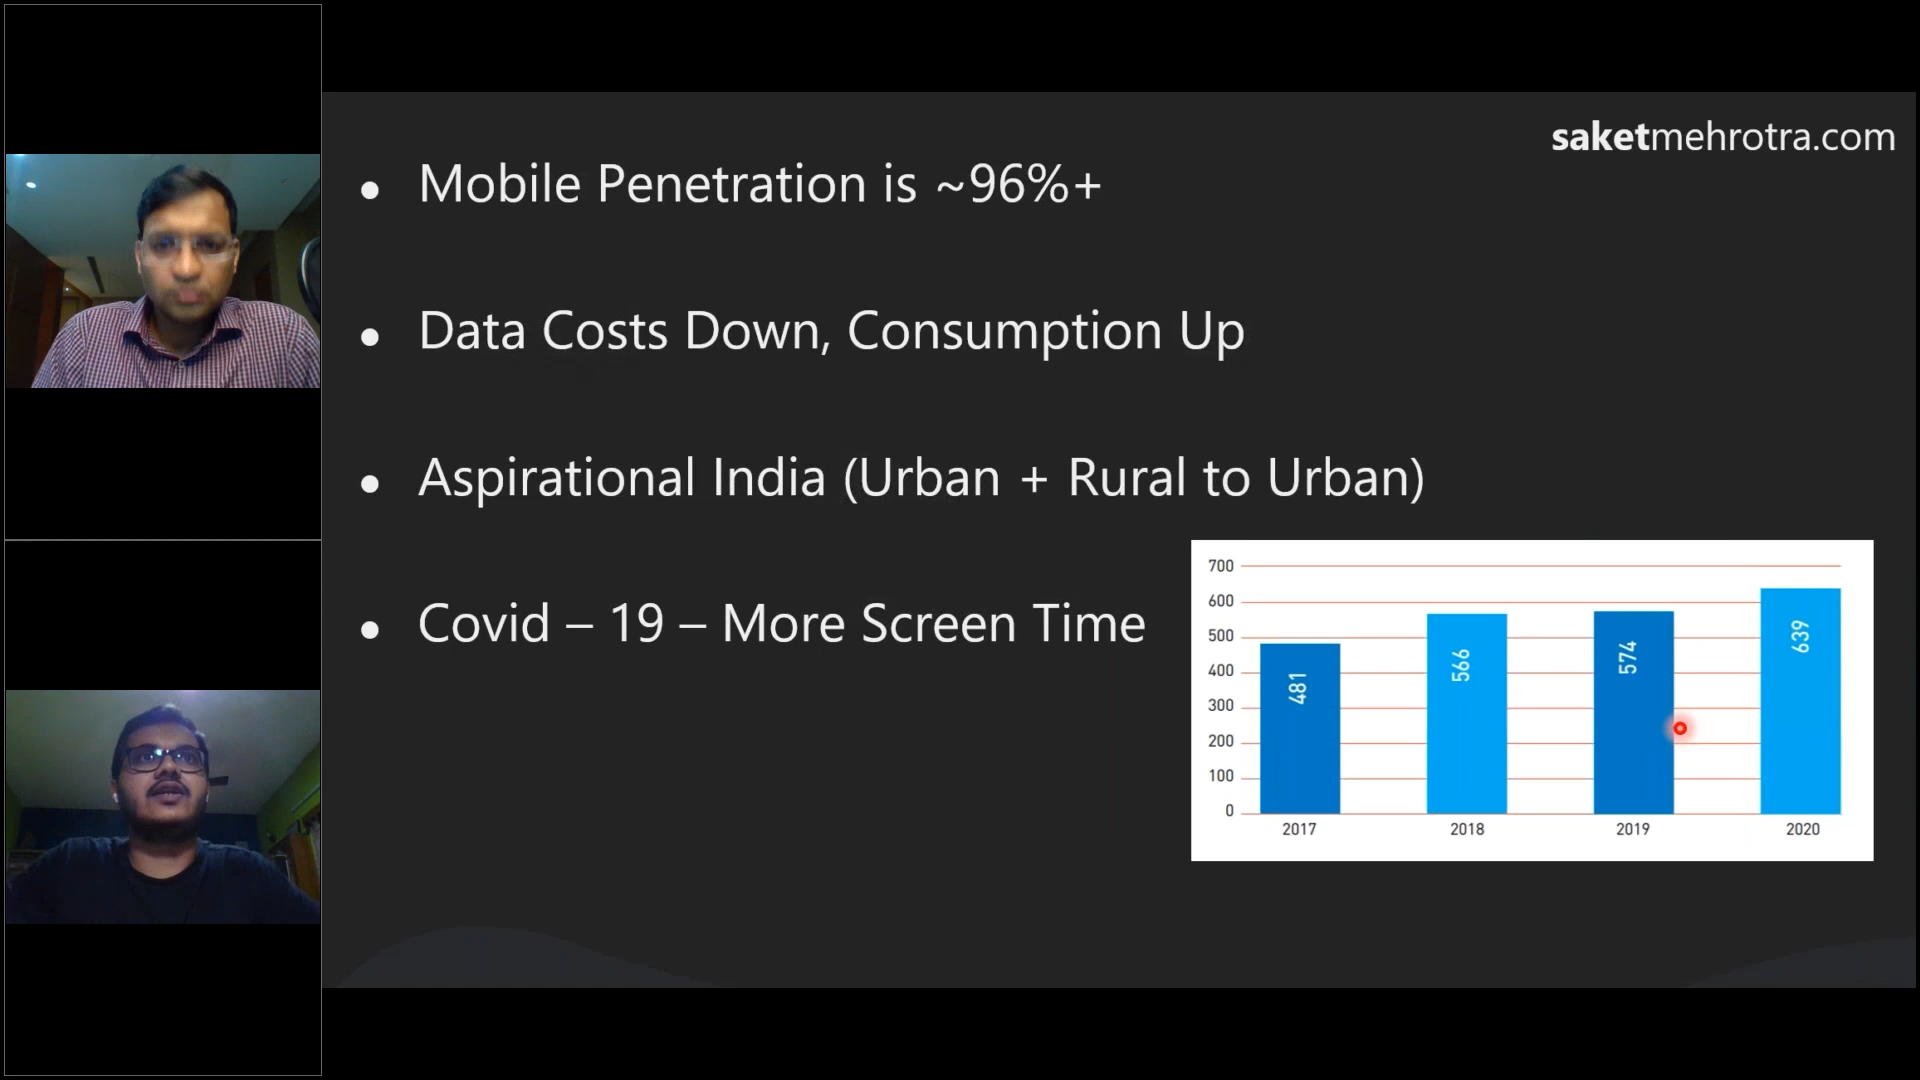 saketmehrotra.com
Mobile Penetration is ~96%+
Data Costs Down, Consumption Up
Aspirational India (Urban + Rural to Urban)
Covid – 19 – More Screen Time
700
600
500
400
300
200
100
0
481
566
574
639
2017 2018 2019 2020